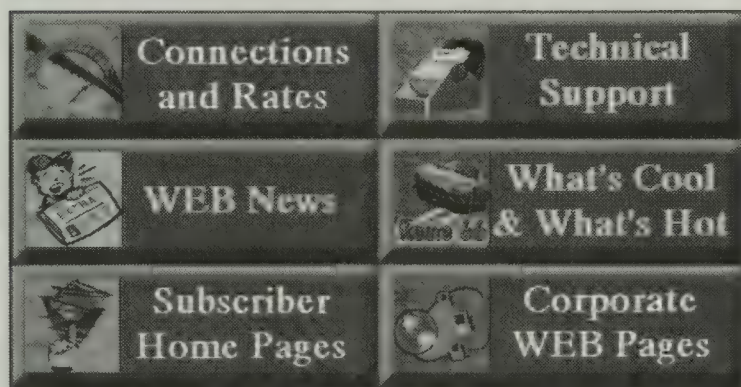 Connections
and Rates
Technical
Support
WEB News
What's Cool
& What's Hot
Subscriber
Home Pages
Corporate
WEB Pages